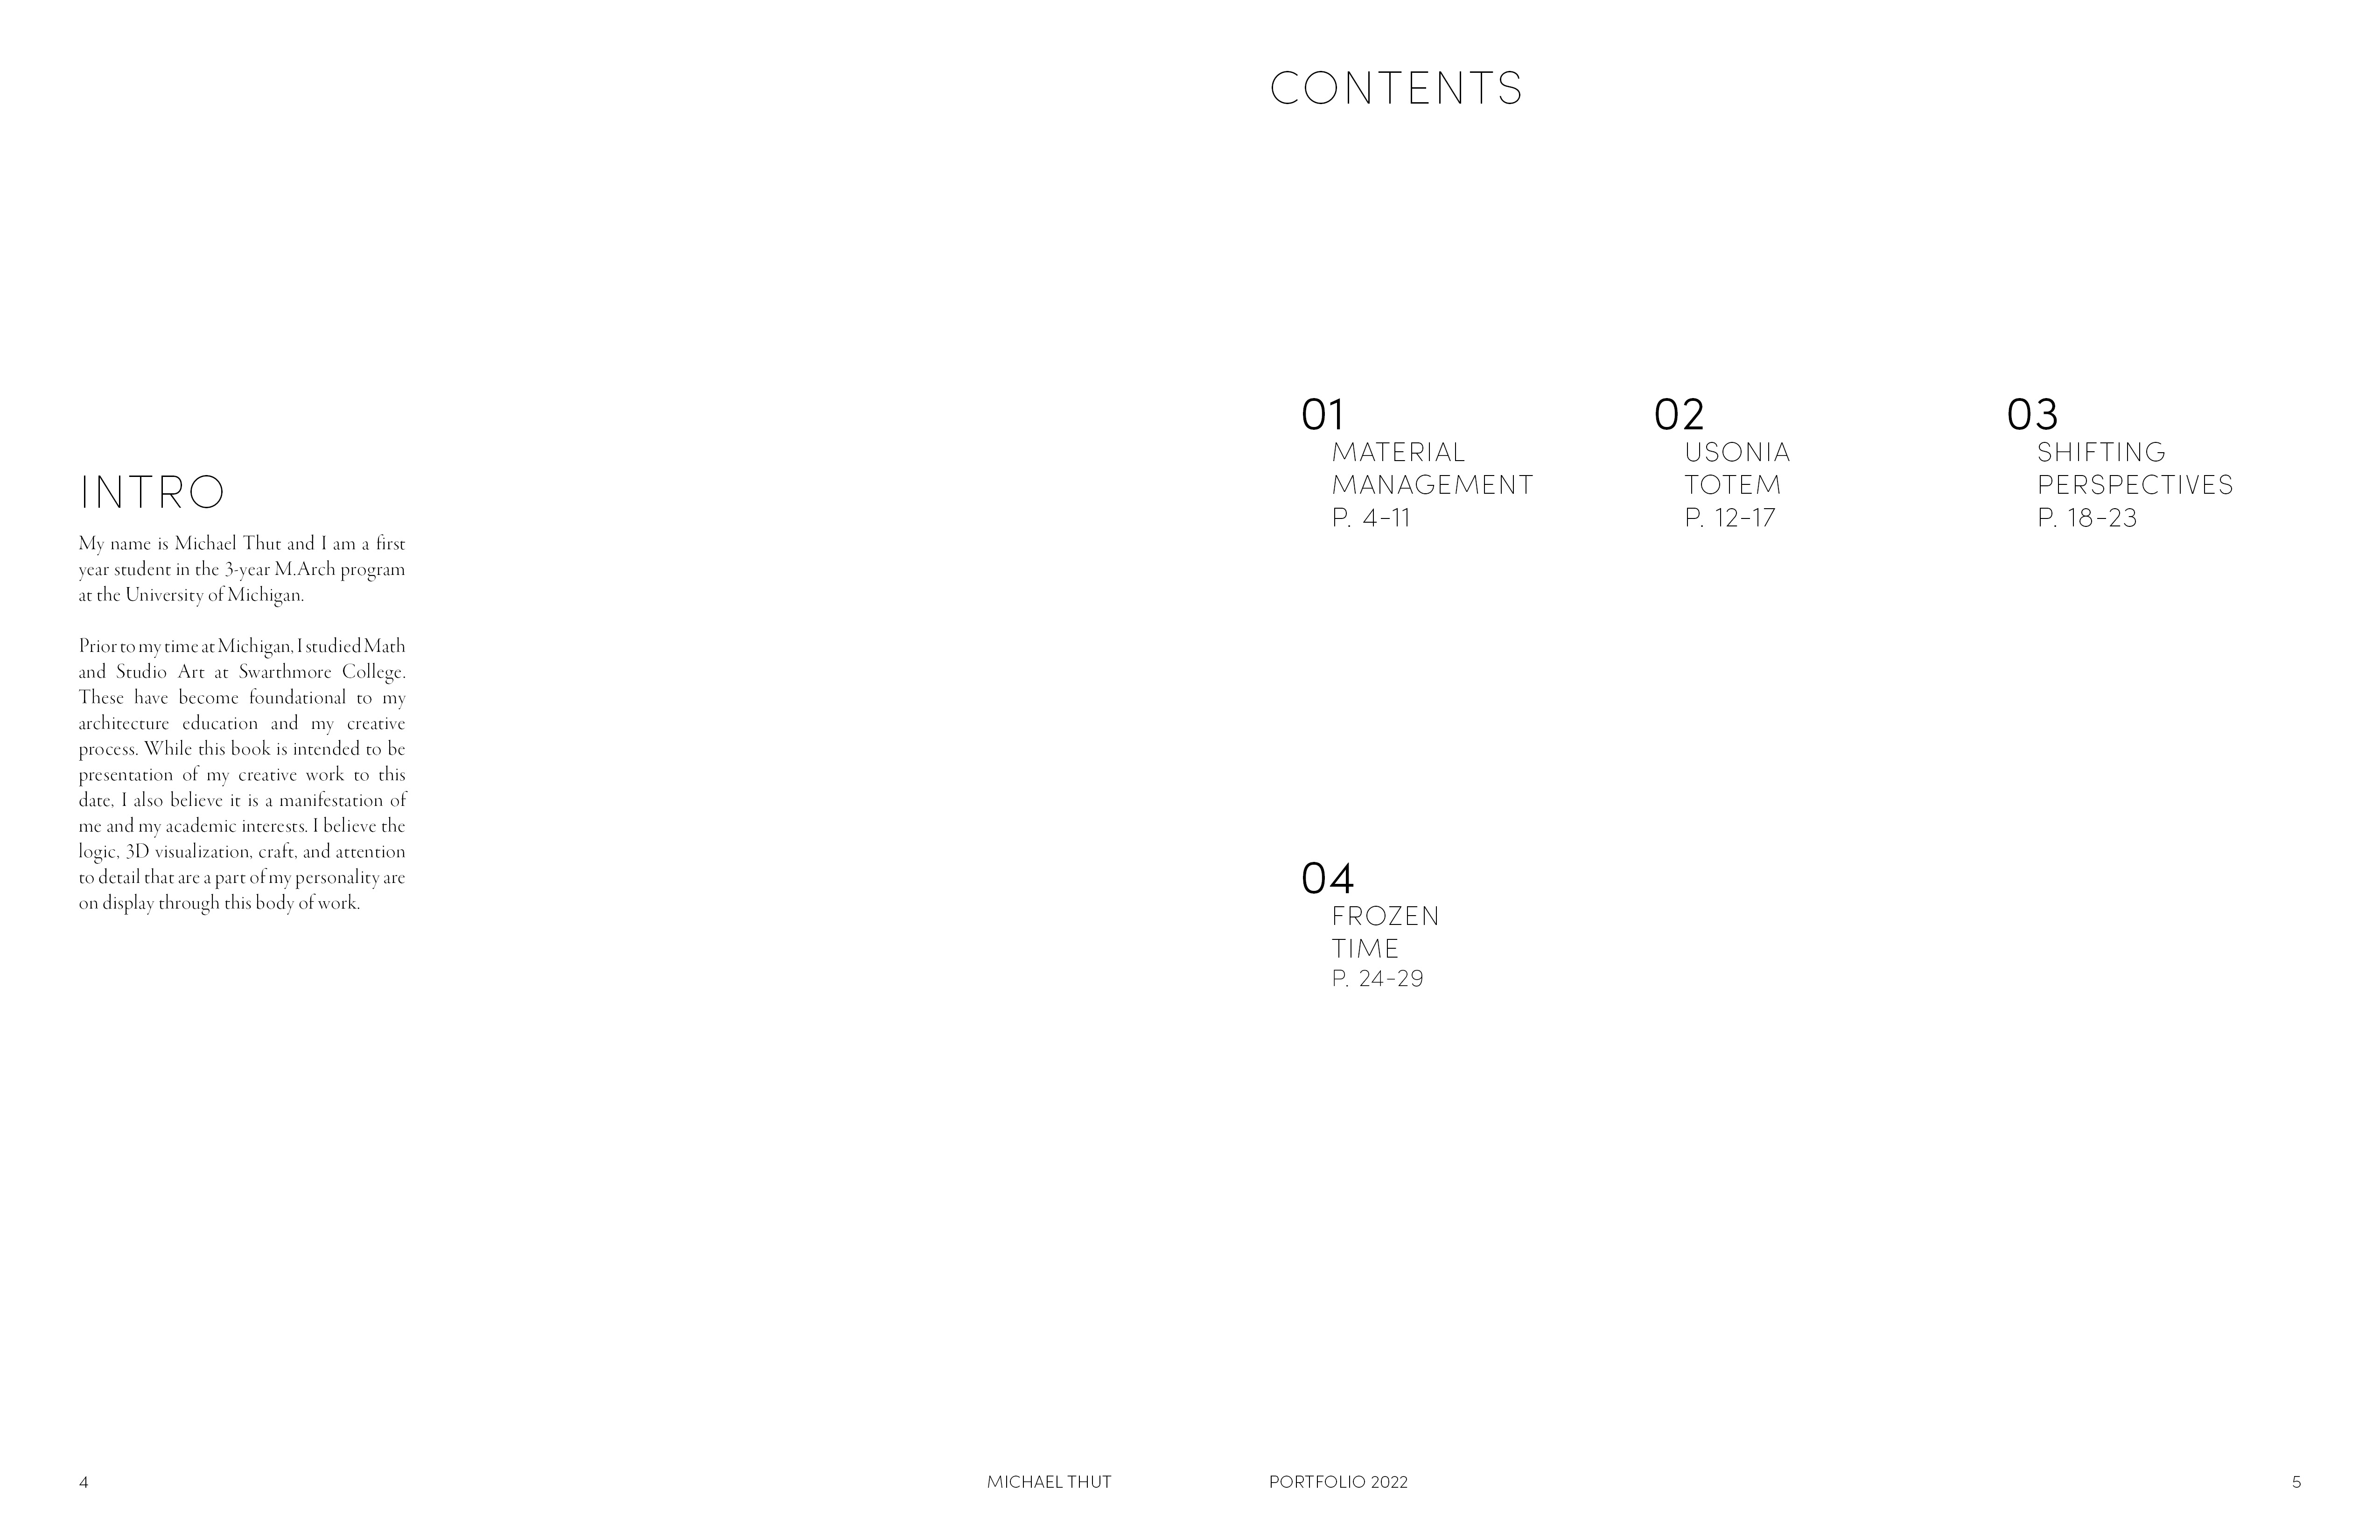 INTRO
My name is Michael Thut and I am a first
year student in the 3-year M.Arch program
at the University of Michigan.
Prior to my time at Michigan, I studied Math
and Studio Art at Swarthmore College.
These have become foundational to my
architecture education and my creative
process. While this book is intended to be
presentation of my creative work to this
date, I also believe it is a manifestation of
me and my academic interests. I believe the
logic, 3D visualization, craft, and attention
to detail that are a part of my personality are
on display through this body of work.
4
MICHAEL THUT
CONTENTS
01
MATERIAL
MANAGEMENT
P. 4-11
02
USONIA
TOTEM
P. 12-17
03
SHIFTING
PERSPECTIVES
P. 18-23
04
FROZEN
TIME
P. 24-29
PORTFOLIO 2022
5